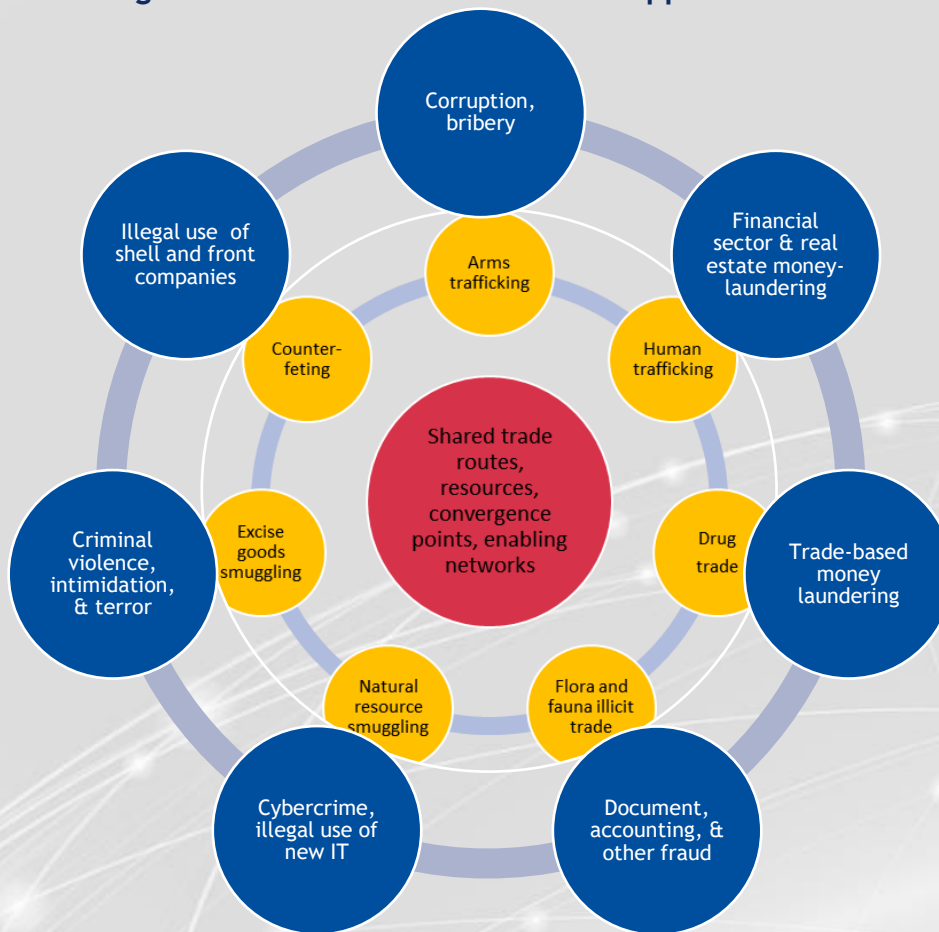 Corruption,
bribery
Financial
sector & real
estate money-
laundering
Trade-based
money
laundering
Document,
accounting, &
other fraud
Cybercrime,
illegal use of
new IT
Criminal
violence,
intimidation,
& terror
Illegal use of
shell and front
companies
Arms
trafficking
Human
trafficking
Drug
trade
Flora and
fauna illicit
trade
Natural
resource
smuggling
Excise
goods
smuggling
Counter-
feting
Shared trade
routes,
resources,
convergence
points, enabling
networks